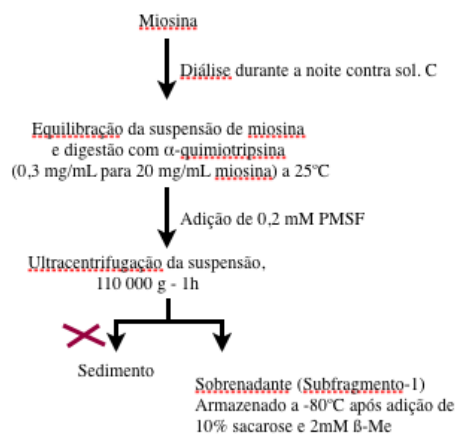 Miosina
Diálise durante a noite contra sol. C
Equilibração da suspensão de miosina
e digestão com α-quimiotripsina
(0,3 mg/mL para 20 mg/mL miosina) a 25ºC
Adição de 0,2 mM PMSF
Ultracentrifugação da suspensão,
110 000 g - 1h
Sedimento
Sobrenadante (Subfragmento-1)
Armazenado a -80ºC após adição de
10% sacarose e 2mM ß-Me